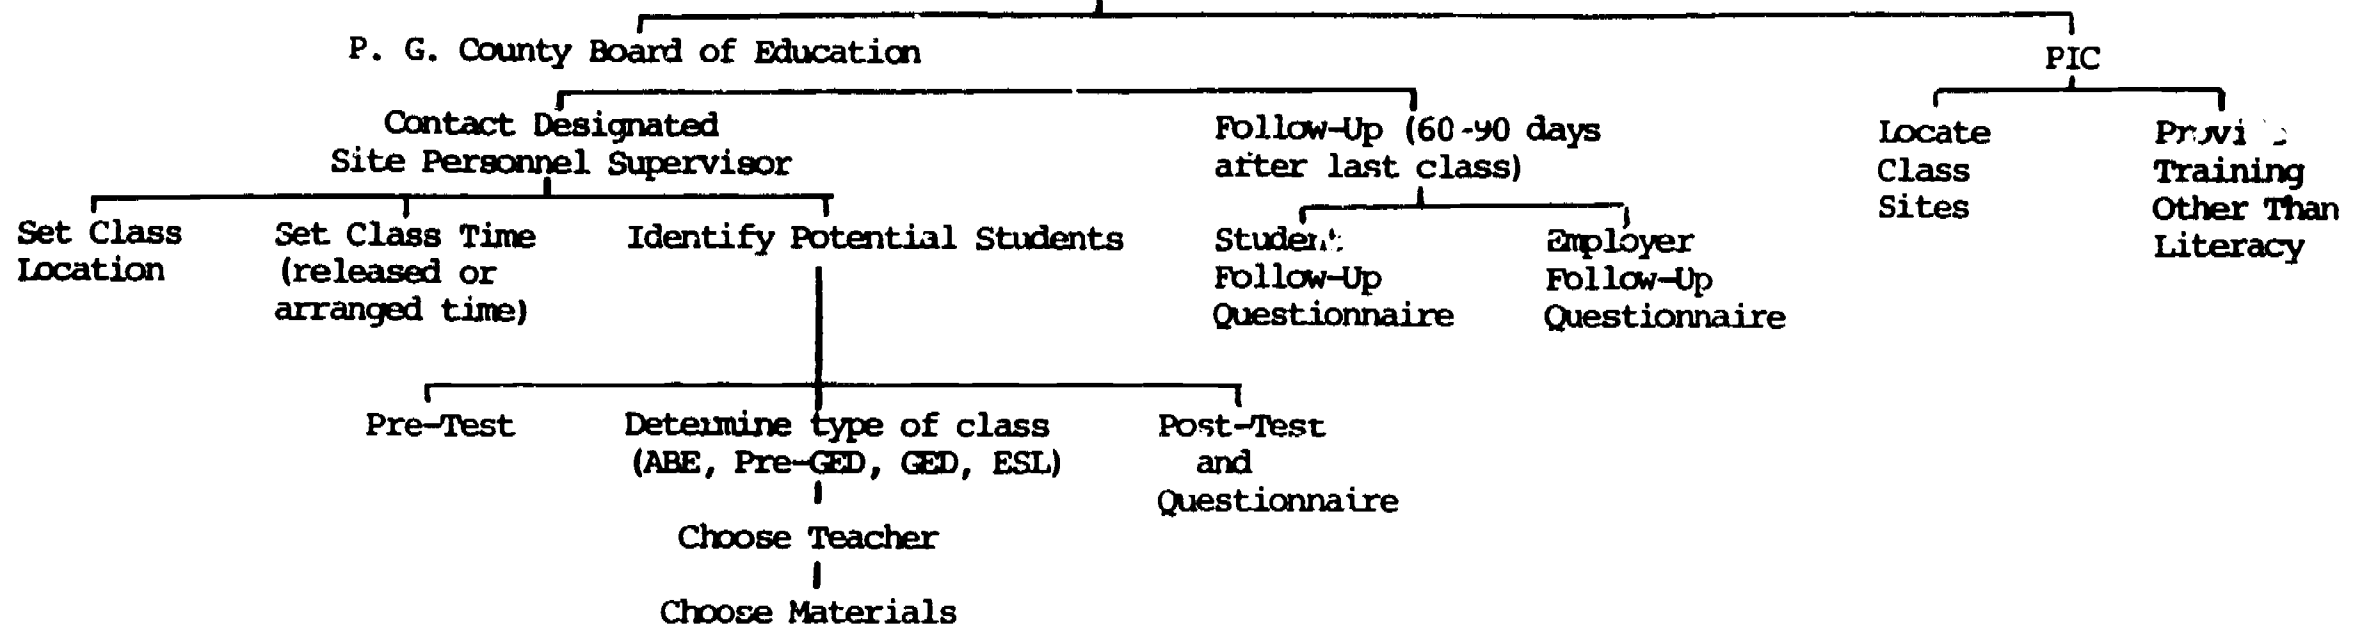 P. G. County Board of Education
PIC
Contact Designated
Site Personnel Supervisor
Follow-Up (60-90 days
after last class)
Locate
Class
Sites
Training
Other Than
Literacy
Set Class
Location
Set Class Time
(released or
arranged time)
Identify Potential Students
Student
Follow-Up
Questionnaire
Employer
Follow-Up
Questionnaire
Pre-Test
Determine type of class
(ABE, Pre-GED, GED, ESL)
Post-Test
and
Questionnaire
Choose Teacher
Choose Materials